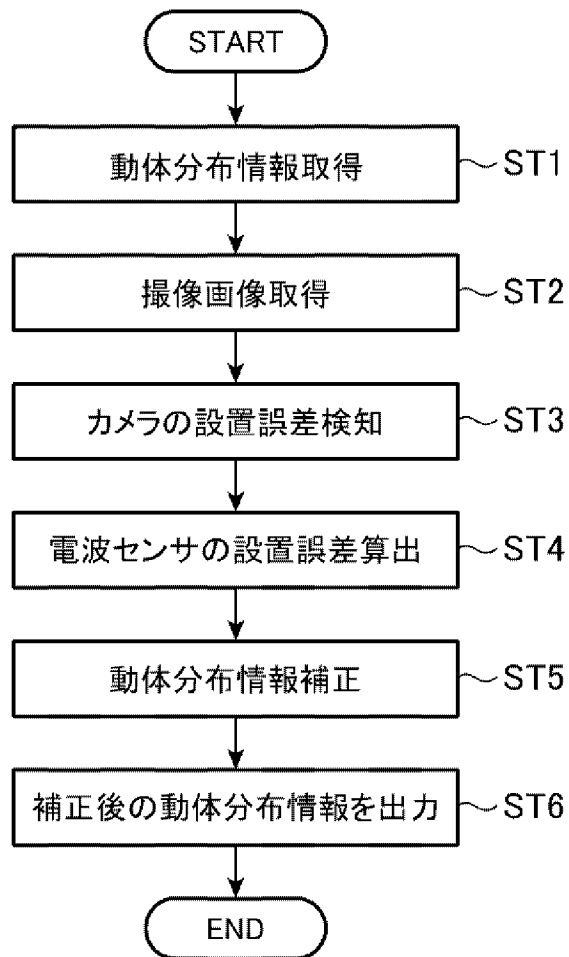 START
動体分布情報取得 ST1
撮像画像取得 ST2
カメラの設置誤差検知 ST3
電波センサの設置誤差算出 ST4
動体分布情報補正 ST5
補正後の動体分布情報を出力 ST6
END